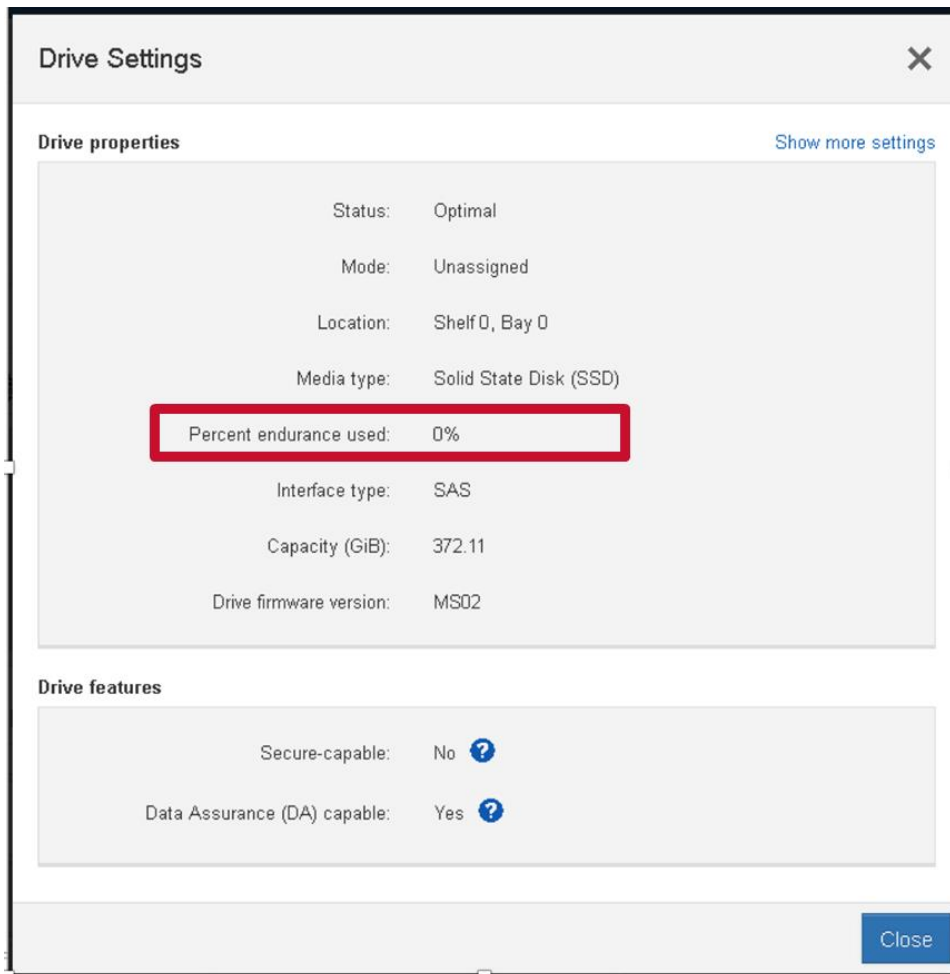 Drive Settings
Drive properties
Show more settings
Status: Optimal
Mode: Unassigned
Location: Shelf 0, Bay 0
Media type: Solid State Disk (SSD)
Percent endurance used: 0%
Interface type: SAS
Capacity (GiB): 372.11
Drive firmware version: MS02
Drive features
Secure-capable: No ?
Data Assurance (DA) capable: Yes ?
Close